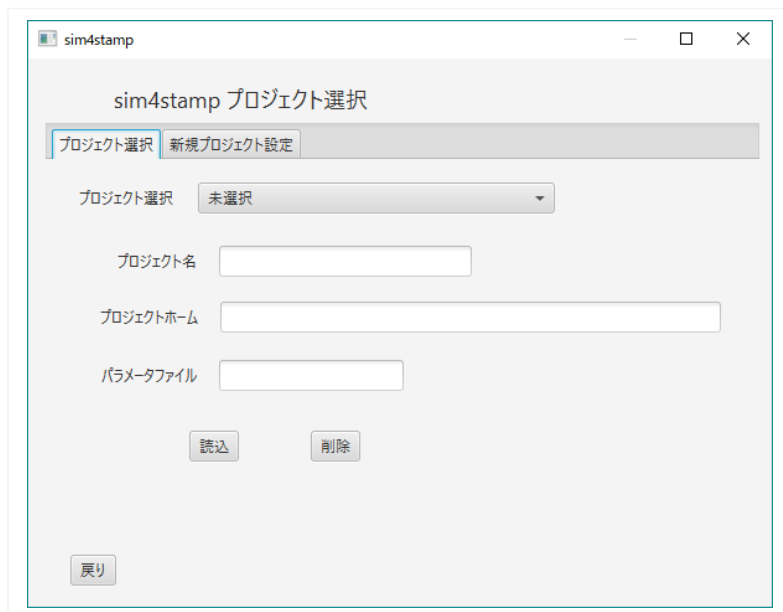 sim4stamp
sim4stamp プロジェクト選択
プロジェクト選択 新規プロジェクト設定
プロジェクト選択 未選択
プロジェクト名
プロジェクトホーム
パラメータファイル
読込 削除
戻り